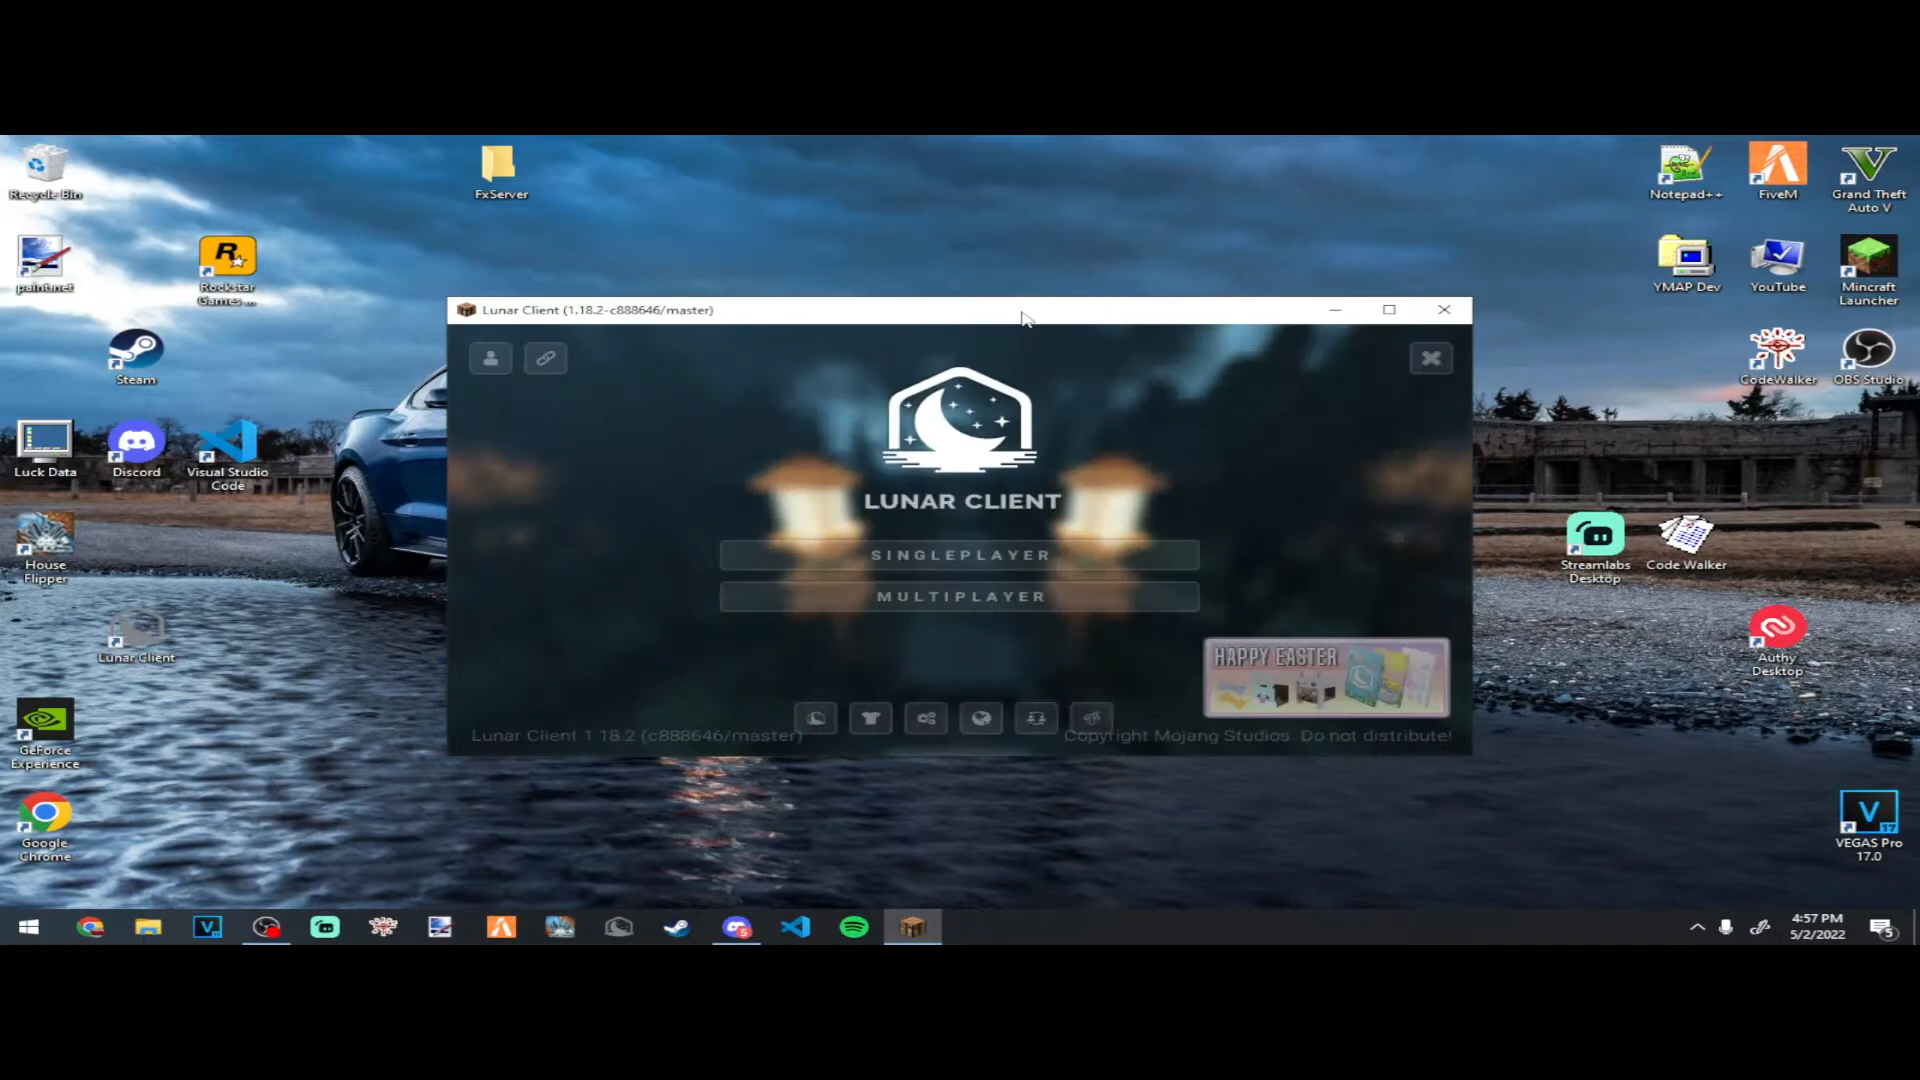 Recycle Bin
FxServer
Notepad++
FiveM
Grand Theft
Auto V
paint.net
Rockstar
Games ...
YMAP Dev
YouTube
Mincraft
Launcher
Lunar Client (1.18.2-c888646/master)
Steam
CodeWalker
OBS Studio
Luck Data
Discord
Visual Studio
Code
LUNAR CLIENT
SINGLEPLAYER
MULTIPLAYER
House
Flipper
Streamlabs
Desktop
Code Walker
Lunar Client
HAPPY EASTER
Authy
Desktop
Lunar Client 1.18.2 (c888646/master)
Copyright Mojang Studios. Do not distribute!
GeForce
Experience
Google
Chrome
VEGAS Pro
17.0
4:57 PM
5/2/2022
5
5
V
17
R
V